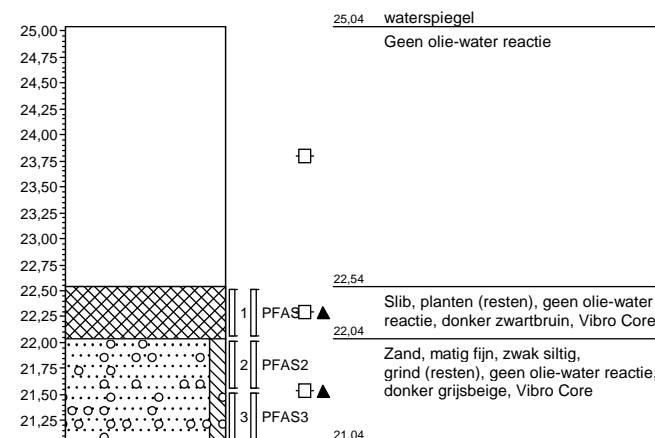 25,04 waterspiegel
25,00
Geen olie-water reactie
24,75
24,50
24,25
24,00
23,75
23,50
23,25
23,00
22,75
22,54
22,50
Slib, planten (resten), geen olie-water
1 PFAS
22,25
reactie, donker zwartbruin, Vibro Core
22,04
22,00
Zand, matig fijn, zwak siltig,
2 PFAS2
21,75
grind (resten), geen olie-water reactie,
donker grijsbeige, Vibro Core
21,50
3 PFAS3
21,25
21,04